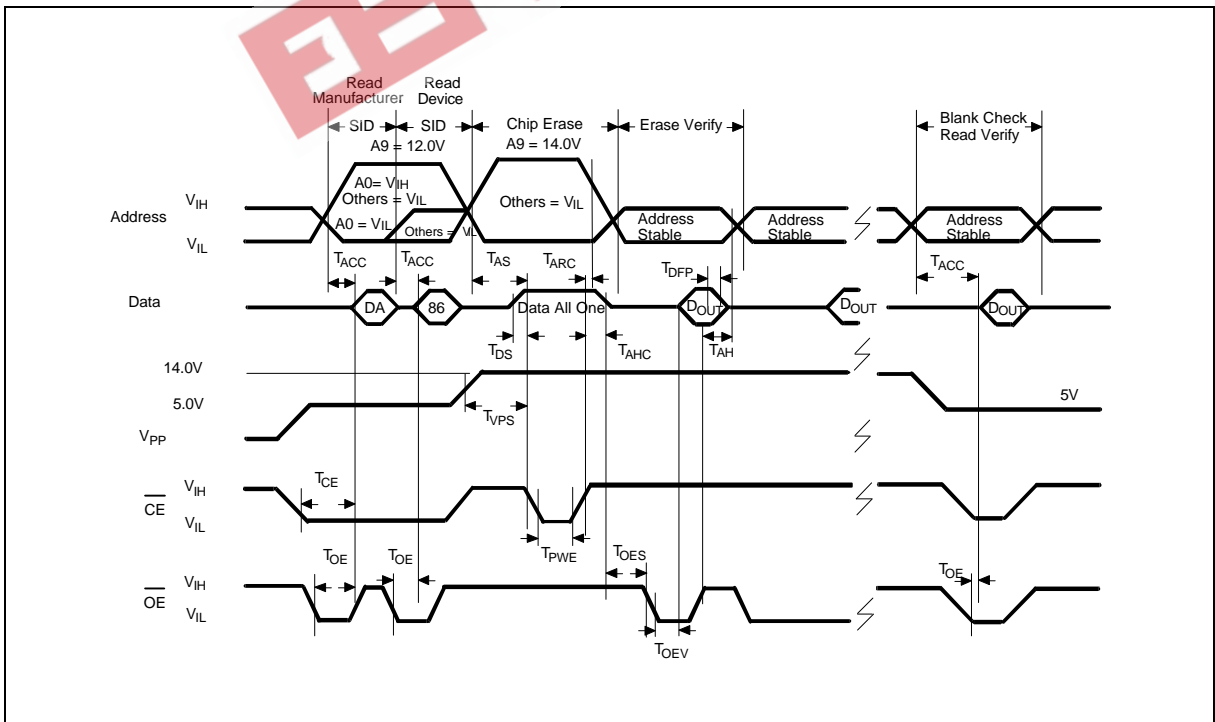 Read
Manufacturer
SID
Read
Device
SID
Chip Erase
Erase Verify
Blank Check
Read Verify
A9 = 12.0V
A9 = 14.0V
A0= VIH
Others = VIL
A0 = VIL
Others = VIL
Others = VIL
Address
VIH
VIL
Address
Stable
Address
Stable
Address
Stable
TACC
TACC
TAS
TARC
TDFP
TACC
Data
DA
86
Data All One
DOUT
DOUT
DOUT
TDS
TAHC
TAH
14.0V
5.0V
VPP
TVPS
5V
CE
VIH
VIL
TCE
TPWE
OE
VIH
VIL
TOE
TOE
TOES
TOEV
TOE